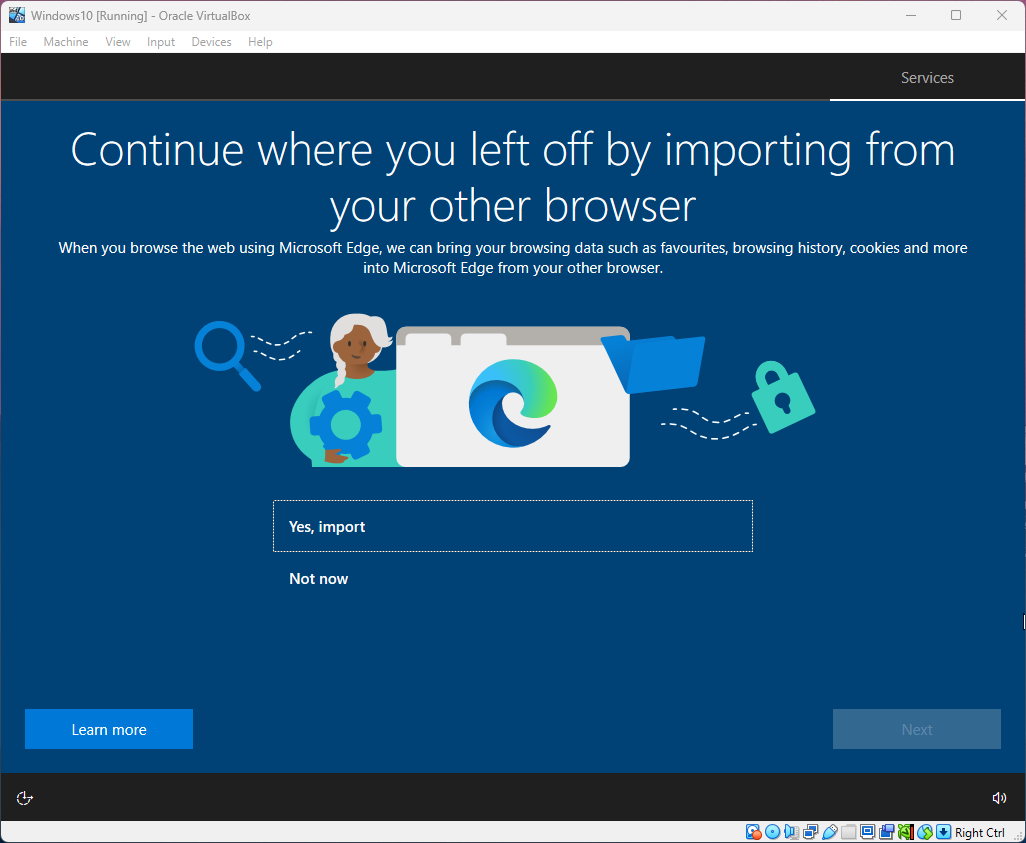 Windows10 [Running] - Oracle VirtualBox
File Machine View Input Devices Help
Services
Continue where you left off by importing from
your other browser
When you browse the web using Microsoft Edge, we can bring your browsing data such as favourites, browsing history, cookies and more
into Microsoft Edge from your other browser.
Yes, import
Not now
Learn more
Next
Right Ctrl